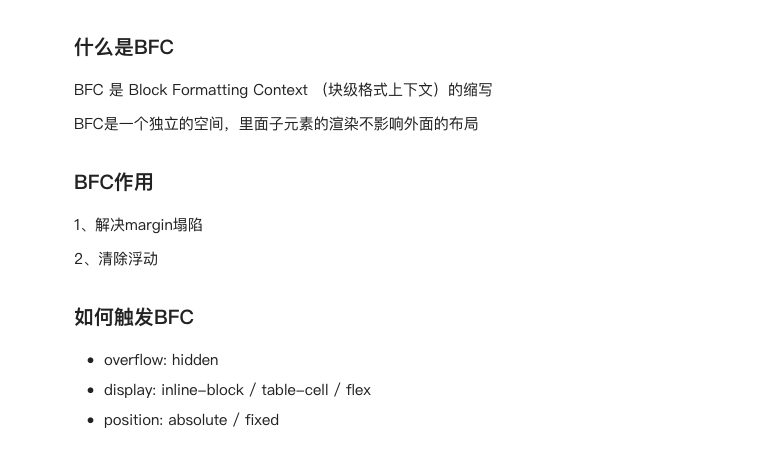 什么是BFC
BFC 是 Block Formatting Context （块级格式上下文）的缩写
BFC是一个独立的空间，里面子元素的渲染不影响外面的布局
BFC作用
1、解决margin塌陷
2、清除浮动
如何触发BFC
• overflow: hidden
• display: inline-block / table-cell / flex
• position: absolute / fixed